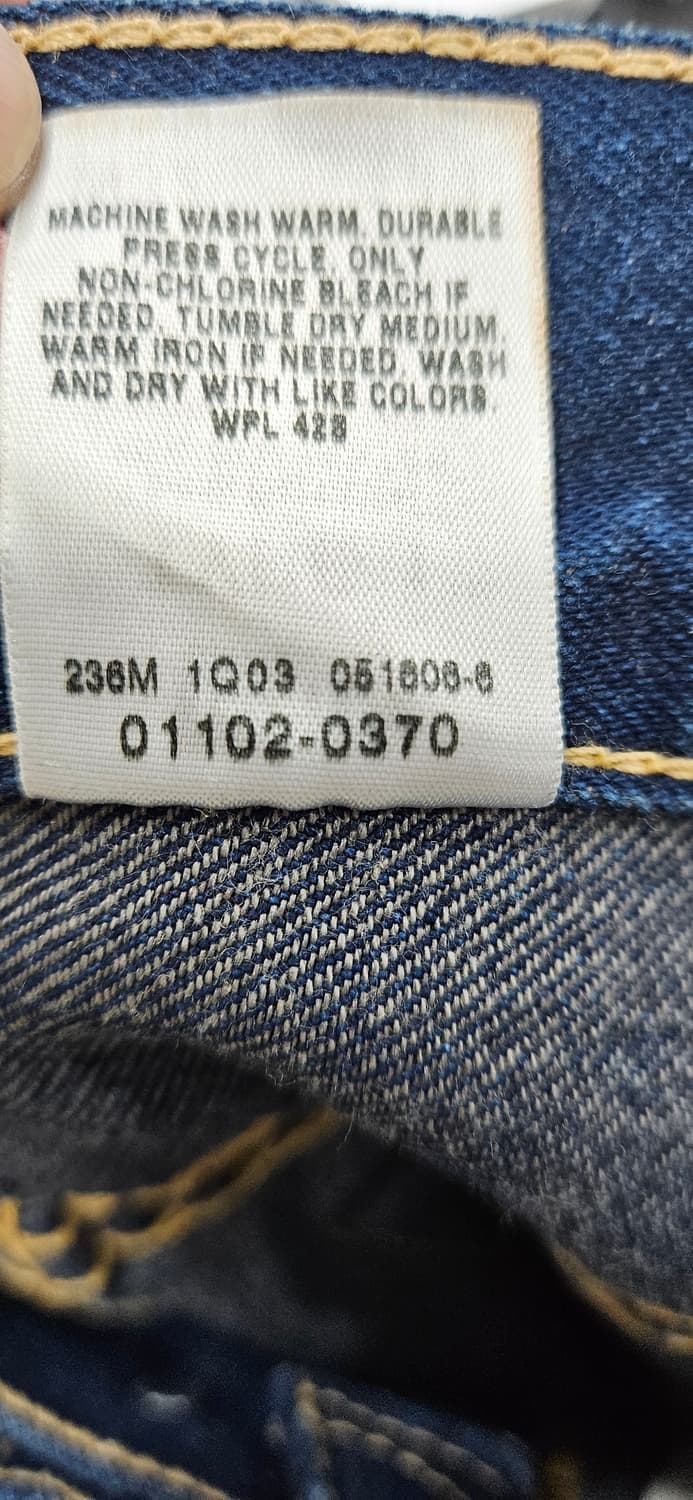 MACHINE WASH WARM, DURABLE
PRESS CYCLE, ONLY
NON-CHLORINE BLEACH IF
NEEDED, TUMBLE DRY MEDIUM,
WARM IRON IF NEEDED, WASH
AND DRY WITH LIKE COLORS.
WPL 423
236M 1Q03 051606-6
01102-0370